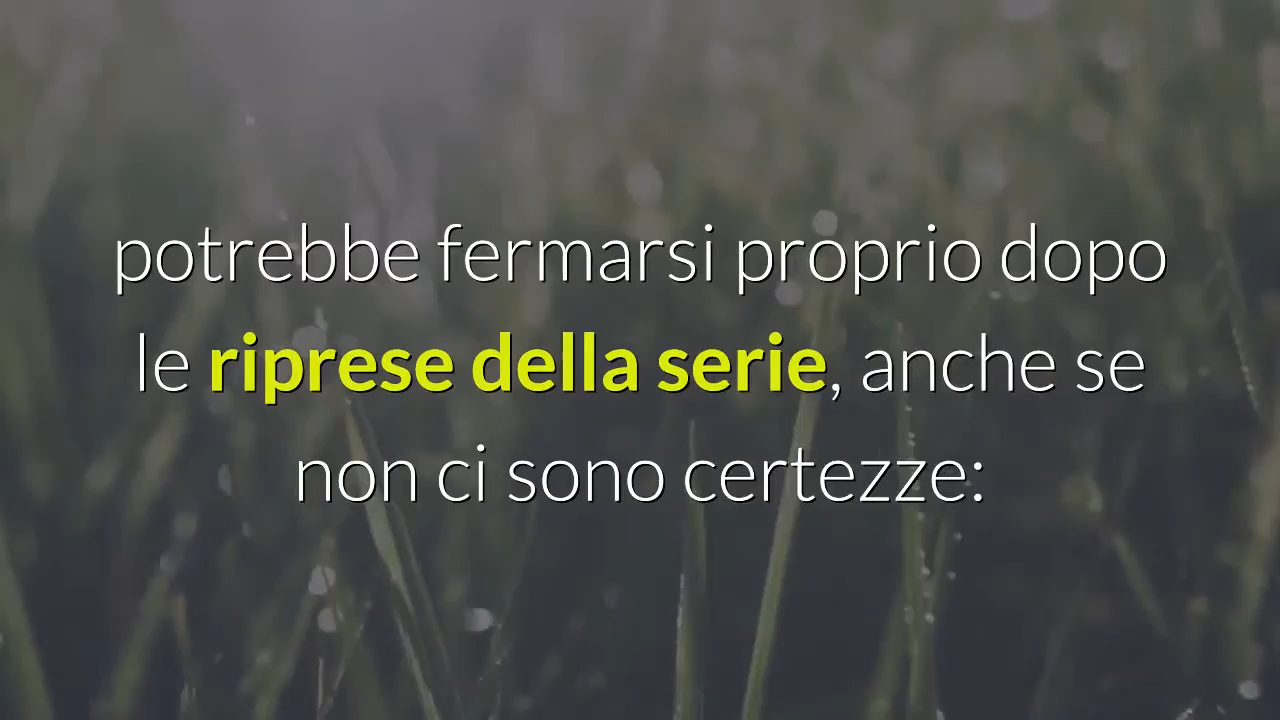 potrebbe fermarsi proprio dopo
le riprese della serie, anche se
non ci sono certezze: